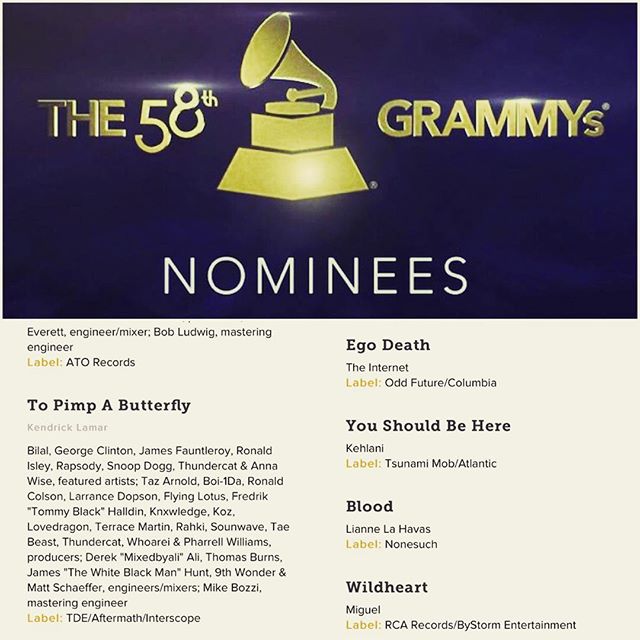 THE 58th GRAMMYs®
®
NOMINEES
Everett, engineer/mixer; Bob Ludwig, mastering
engineer
Label: ATO Records
To Pimp A Butterfly
Kendrick Lamar
Bilal, George Clinton, James Fauntleroy, Ronald
Isley, Rapsody, Snoop Dogg, Thundercat & Anna
Wise, featured artists; Taz Arnold, Boi-1Da, Ronald
Colson, Larrance Dopson, Flying Lotus, Fredrik
"Tommy Black" Halldin, Knxwledge, Koz,
Lovedragon, Terrace Martin, Rahki, Sounwave, Tae
Beast, Thundercat, Whoarei & Pharrell Williams,
producers; Derek "Mixedbyali" Ali, Thomas Burns,
James "The White Black Man" Hunt, 9th Wonder &
Matt Schaeffer, engineers/mixers; Mike Bozzi,
mastering engineer
Label: TDE/Aftermath/Interscope
Ego Death
The Internet
Label: Odd Future/Columbia
You Should Be Here
Kehlani
Label: Tsunami Mob/Atlantic
Blood
Lianne La Havas
Label: Nonesuch
Wildheart
Miguel
Label: RCA Records/ByStorm Entertainment